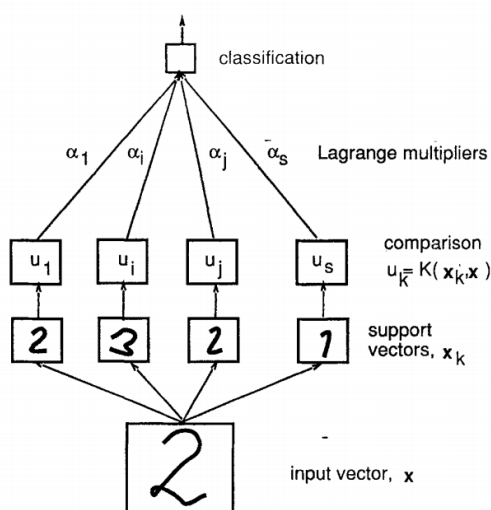 classification
α1 αi αj αs Lagrange multipliers
comparison
u1 ui uj us uk = K(xk,x)
2 3 2 1 support
vectors, xk
2
input vector, x